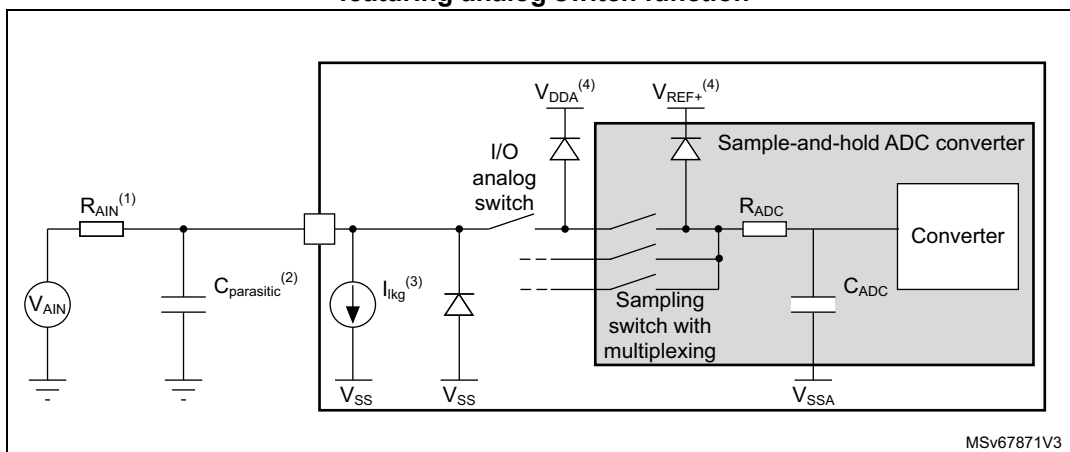 featuring analog switch function
V_DDA(4)
V_REF+(4)
Sample-and-hold ADC converter
I/O
analog
switch
R_AIN(1)
R_ADC
Converter
C_parasitic(2)
I_lkg(3)
V_AIN
C_ADC
Sampling
switch with
multiplexing
V_SS
V_SS
V_SSA
MSv67871V3